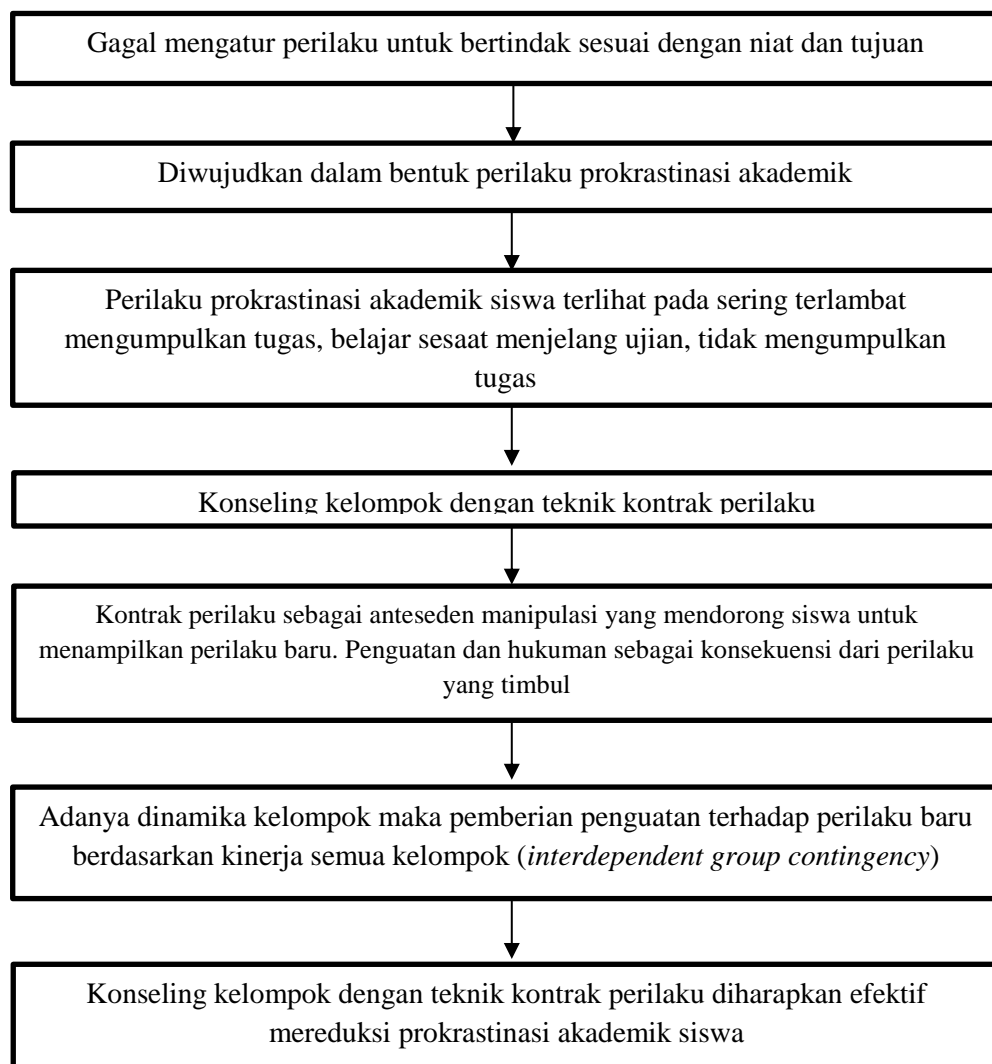 Gagal mengatur perilaku untuk bertindak sesuai dengan niat dan tujuan
Diwujudkan dalam bentuk perilaku prokrastinasi akademik
Perilaku prokrastinasi akademik siswa terlihat pada sering terlambat
mengumpulkan tugas, belajar sesaat menjelang ujian, tidak mengumpulkan
tugas
Konseling kelompok dengan teknik kontrak perilaku
Kontrak perilaku sebagai anteseden manipulasi yang mendorong siswa untuk
menampilkan perilaku baru. Penguatan dan hukuman sebagai konsekuensi dari perilaku
yang timbul
Adanya dinamika kelompok maka pemberian penguatan terhadap perilaku baru
berdasarkan kinerja semua kelompok (interdependent group contingency)
Konseling kelompok dengan teknik kontrak perilaku diharapkan efektif
mereduksi prokrastinasi akademik siswa